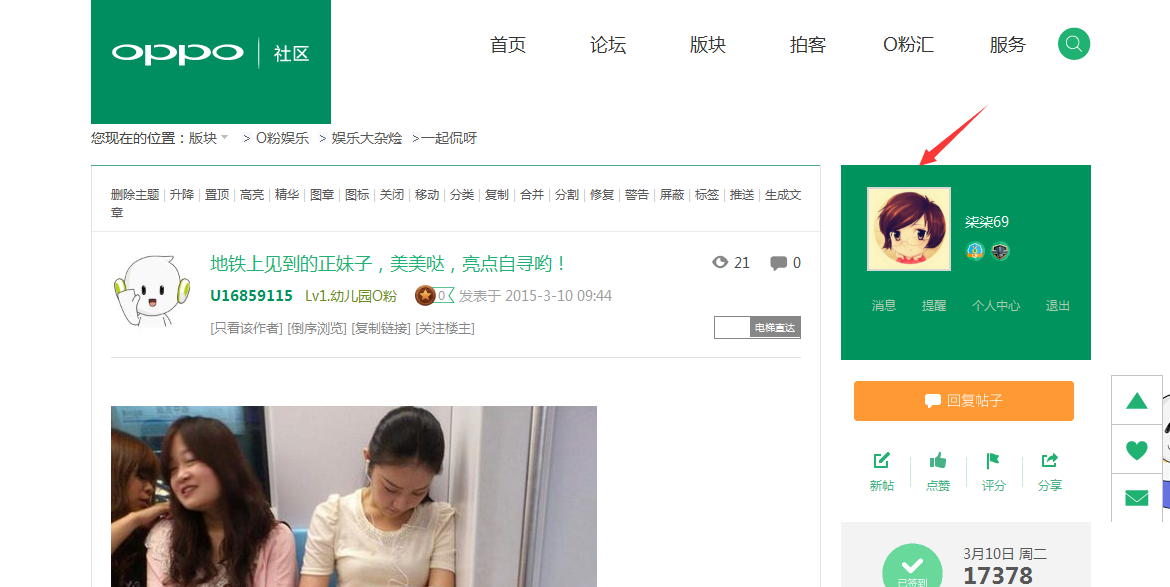 oppo 社区
首页 论坛 版块 拍客 O粉汇 服务
您现在的位置：版块 > O粉娱乐 > 娱乐大杂烩 >一起侃呀
删除主题 | 升降 | 置顶 | 高亮 | 精华 | 图章 | 图标 | 关闭 | 移动 | 分类 | 复制 | 合并 | 分割 | 修复 | 警告 | 屏蔽 | 标签 | 推送 | 生成文
章
地铁上见到的正妹子，美美哒，亮点自寻哟！
21 0
U16859115 Lv1.幼儿园O粉 0 发表于 2015-3-10 09:44
[只看该作者] [倒序浏览] [复制链接] [关注楼主]
电梯直达
柒柒69
消息 提醒 个人中心 退出
回复帖子
新帖 点赞 评分 分享
已签到
3月10日 周二
17378